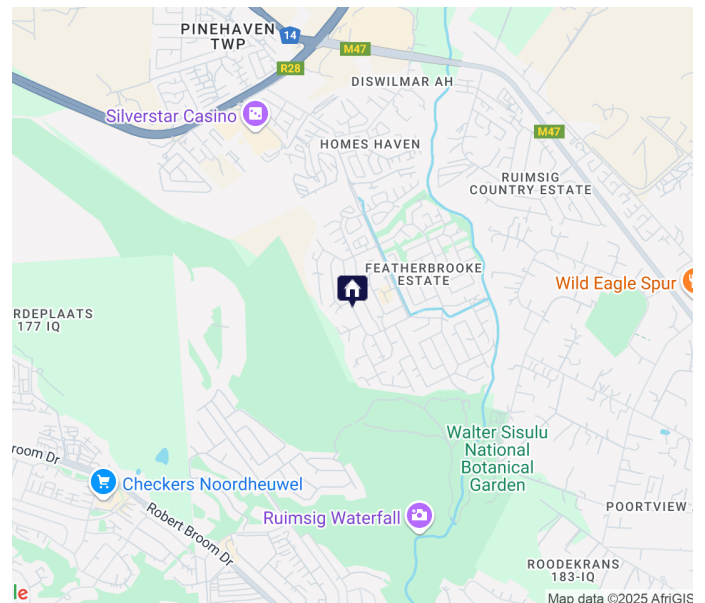 PINEHAVEN
TWP
14
M47
R28
DISWILMAR AH
Silverstar Casino
M47
HOMES HAVEN
RUIMSIG
COUNTRY ESTATE
FEATHERBROOKE
ESTATE
Wild Eagle Spur
RDEPLAATS
177 IQ
Walter Sisulu
National
Botanical
Garden
room Dr
Checkers Noordheuwel
Robert Broom Dr
Ruimsig Waterfall
POORTVIEW
ROODEKRANS
183-IQ
le
Map data ©2025 AfriGIS